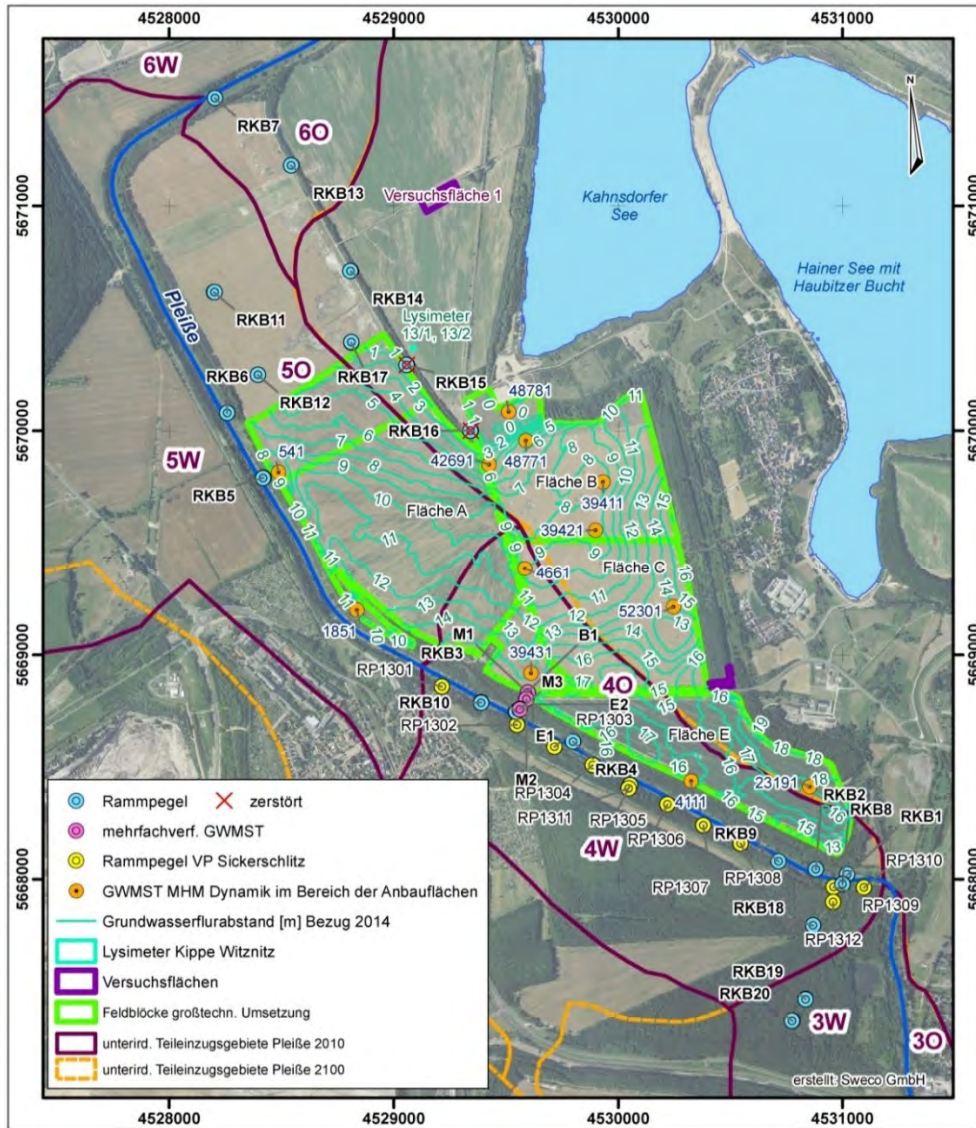 4528000
4529000
4530000
4531000
6W
RKB7
6O
RKB13
Versuchsfläche 1
5671000
5671000
Kahnsdorfer
See
Hainer See mit
Haubitzer Bucht
N
Pleiße
RKB11
RKB14
Lysimeter
13/1, 13/2
RKB6
5O
RKB12
RKB17
RKB15
48781
5670000
5670000
RKB16
5W
541
42691
48771
RKB5
Fläche A
Fläche B
39411
39421
4661
Fläche C
52301
1851
M1
B1
RKB3
39431
5669000
5669000
RP1301
M3
4O
RKB10
E2
RP1302
RP1303
E1
Fläche E
M2
RKB4
23191
RKB2
RP1304
4111
RKB8
RKB1
RP1311
RP1305
RP1306
RKB9
4W
RP1310
RP1307
RP1308
5668000
5668000
RKB18
RP1309
RP1312
RKB19
RKB20
3W
3O
Rammpegel
zerstört
mehrfachverf. GWMST
Rammpegel VP Sickerschlitz
GWMST MHM Dynamik im Bereich der Anbauflächen
Grundwasserflurabstand [m] Bezug 2014
Lysimeter Kippe Witznitz
Versuchsflächen
Feldblöcke großtechn. Umsetzung
unterird. Teileinzugsgebiete Pleiße 2010
unterird. Teileinzugsgebiete Pleiße 2100
erstellt: Sweco GmbH
4528000
4529000
4530000
4531000